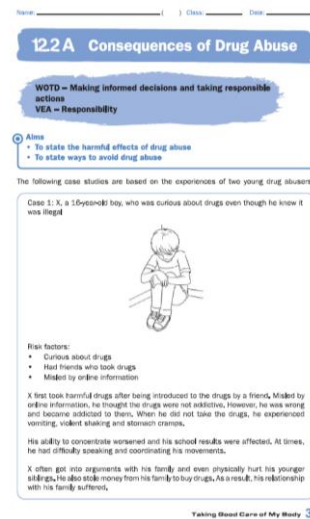 Name: ( ) Class: Date:
12.2 A Consequences of Drug Abuse
WOTD – Making informed decisions and taking responsible
actions
VEA – Responsibility
Aims
• To state the harmful effects of drug abuse
• To state ways to avoid drug abuse
The following case studies are based on the experiences of two young drug abusers
Case 1: X, a 16-year-old boy, who was curious about drugs even though he knew it
was illegal
Risk factors:
• Curious about drugs
• Had friends who took drugs
• Misled by online information
X first took harmful drugs after being introduced to the drugs by a friend. Misled by
online information, he thought the drugs were not addictive. However, he was wrong
and became addicted to them. When he did not take the drugs, he experienced
vomiting, violent shaking and stomach cramps.
His ability to concentrate worsened and his school results were affected. At times,
he had difficulty speaking and coordinating his movements.
X often got into arguments with his family and even physically hurt his younger
siblings. He also stole money from his family to buy drugs. As a result, his relationship
with his family suffered.
Taking Good Care of My Body 3